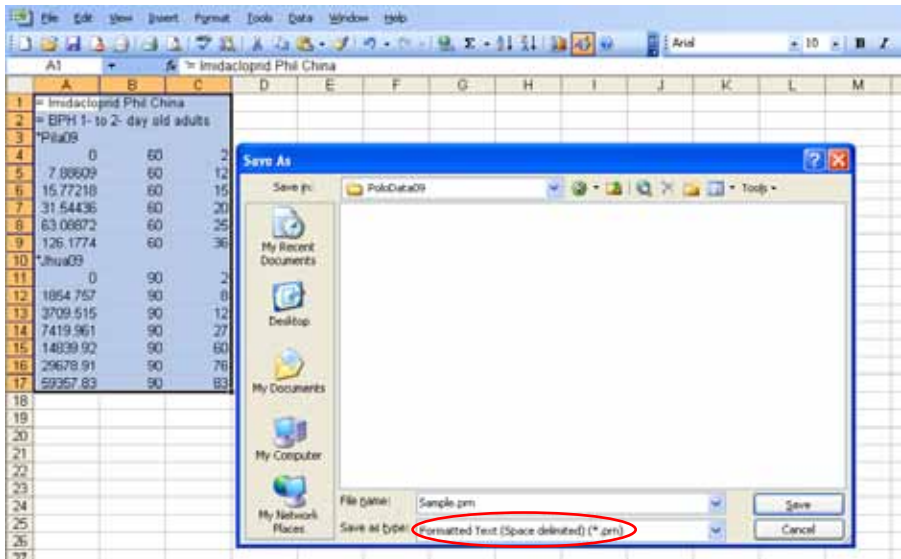 File Edit View Insert Format Tools Data Window Help
Arial 10 B I
A1 fx = Imidacloprid Phil China
A B C D E F G H I J K L M
1 = Imidacloprid Phil China
2 = BPH 1- to 2- day old adults
3 *Pila09
4 0 60 2
5 7.88609 60 12
6 15.77218 60 15
7 31.54436 60 20
8 63.08872 60 25
9 126.1774 60 36
10 *Jhua09
11 0 90 2
12 1854.757 90 8
13 3709.515 90 12
14 7419.961 90 27
15 14839.92 90 60
16 29678.91 90 76
17 59357.83 90 83
18
19
20
21
22
23
24
25
26
27
Save As
Save in: PoloData09 Tools
My Recent Documents
Desktop
My Documents
My Computer
My Network Places
File name: Sample.prn Save
Save as type: Formatted Text (Space delimited) (*.prn) Cancel